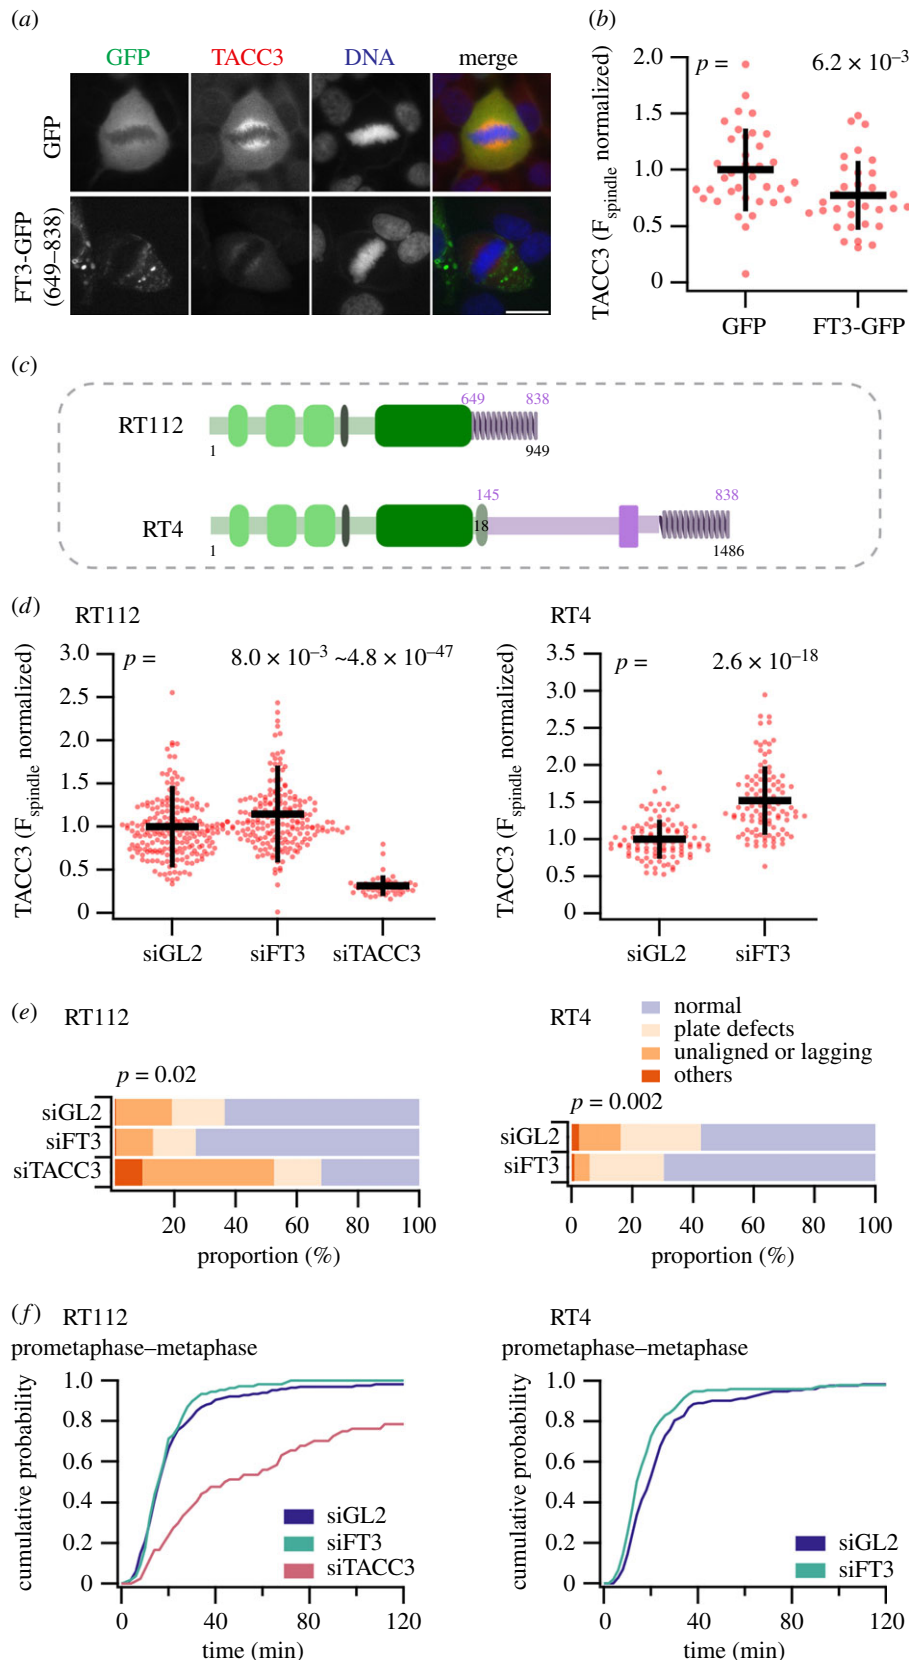 (a)
GFP TACC3 DNA merge
GFP
FT3-GFP
(649–838)
(b)
TACC3 (Fspindle normalized)
p = 6.2 × 10–3
2.0
1.5
1.0
0.5
0
GFP FT3-GFP
(c)
RT112
649 838
1 949
RT4
145 838
18
1 1486
(d)
RT112
TACC3 (Fspindle normalized)
p = 8.0 × 10–3 ~4.8 × 10–47
3.0
2.5
2.0
1.5
1.0
0.5
0
siGL2 siFT3 siTACC3
RT4
TACC3 (Fspindle normalized)
p = 2.6 × 10–18
3.5
3.0
2.5
2.0
1.5
1.0
0.5
0
siGL2 siFT3
(e)
RT112
p = 0.02
siGL2
siFT3
siTACC3
20 40 60 80 100
proportion (%)
RT4
normal
plate defects
unaligned or lagging
others
p = 0.002
siGL2
siFT3
0 20 40 60 80 100
proportion (%)
(f)
RT112
prometaphase–metaphase
cumulative probability
1.0
0.8
0.6
0.4
0.2
0
siGL2
siFT3
siTACC3
0 40 80 120
time (min)
RT4
prometaphase–metaphase
cumulative probability
1.0
0.8
0.6
0.4
0.2
0
siGL2
siFT3
0 40 80 120
time (min)